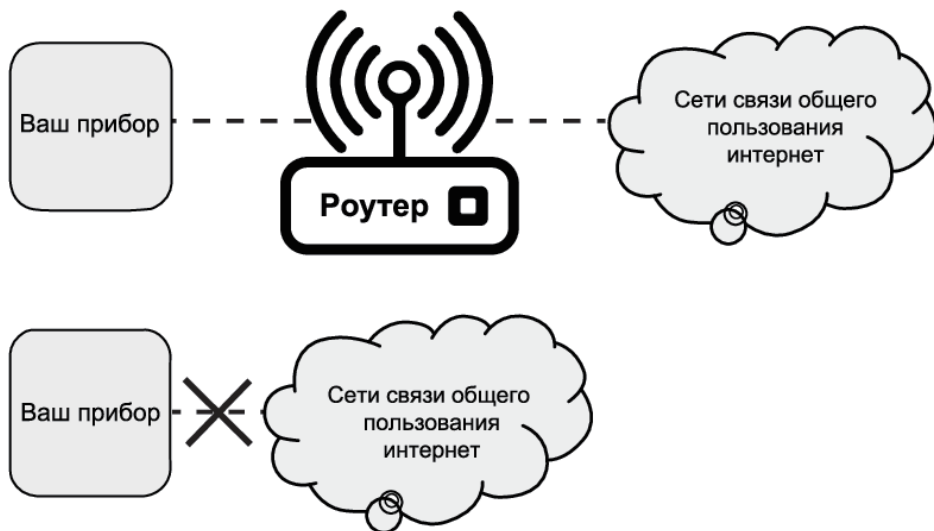 Ваш прибор
Роутер
Сети связи общего
пользования
интернет
Ваш прибор
Сети связи общего
пользования
интернет